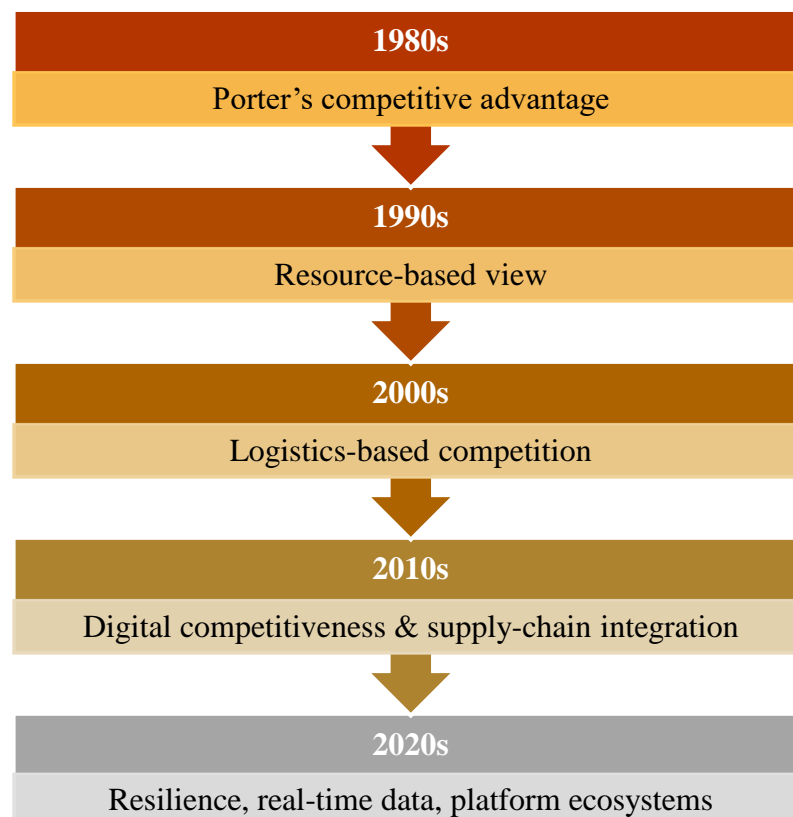 1980s
Porter’s competitive advantage
1990s
Resource-based view
2000s
Logistics-based competition
2010s
Digital competitiveness & supply-chain integration
2020s
Resilience, real-time data, platform ecosystems